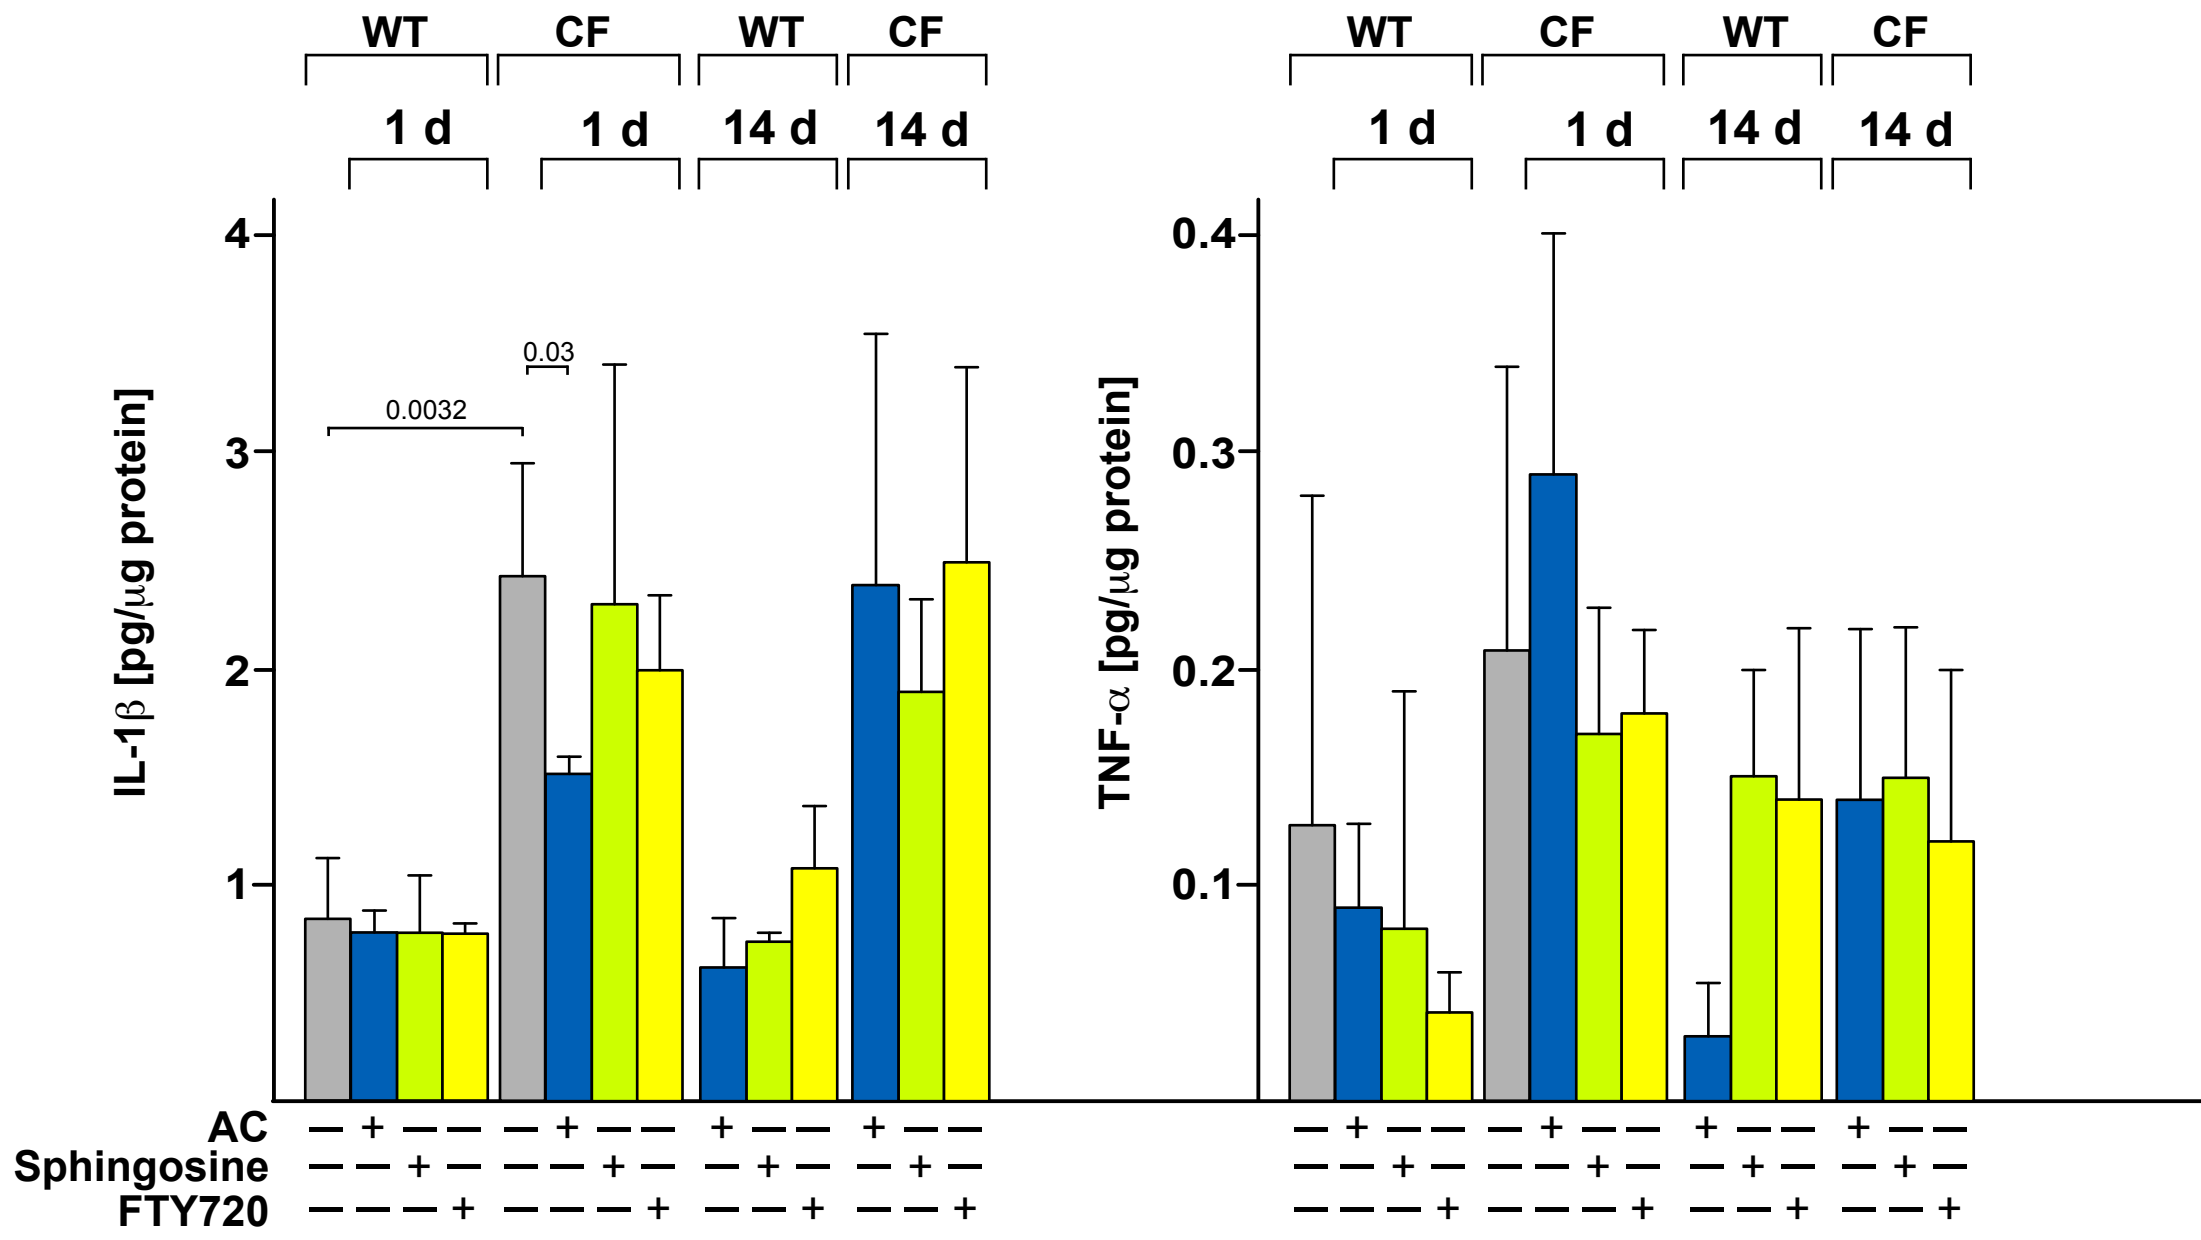 WT CF WT CF
1 d 1 d 14 d 14 d
4
3
2
1
IL-1β [pg/μg protein]
0.0032
0.03
WT CF WT CF
1 d 1 d 14 d 14 d
0.4
0.3
0.2
0.1
TNF-α [pg/μg protein]
AC — + — — — + — — + — — + — — — + — — — + — — + — — + — —
Sphingosine — — + — — — + — — + — — + — — — + — — — + — — + — — + —
FTY720 — — — + — — — + — — + — — + — — — + — — — + — — + — — +